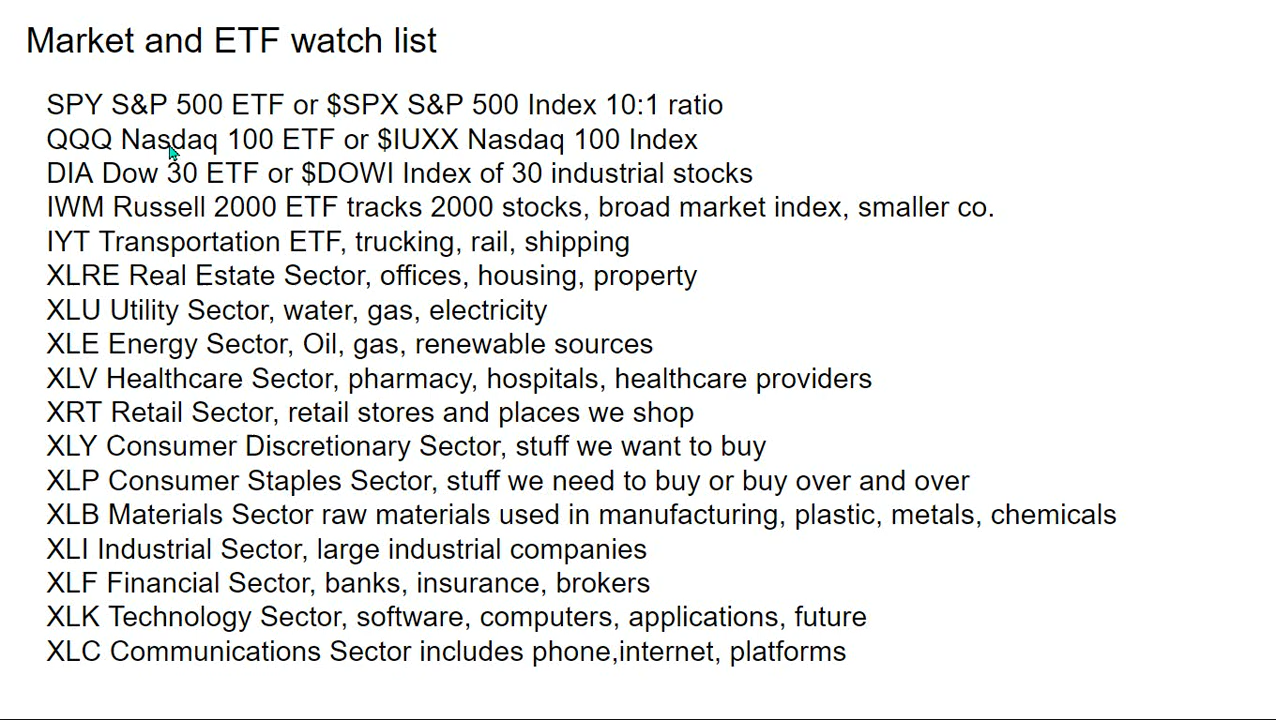 Market and ETF watch list
SPY S&P 500 ETF or $SPX S&P 500 Index 10:1 ratio
QQQ Nasdaq 100 ETF or $IUXX Nasdaq 100 Index
DIA Dow 30 ETF or $DOWI Index of 30 industrial stocks
IWM Russell 2000 ETF tracks 2000 stocks, broad market index, smaller co.
IYT Transportation ETF, trucking, rail, shipping
XLRE Real Estate Sector, offices, housing, property
XLU Utility Sector, water, gas, electricity
XLE Energy Sector, Oil, gas, renewable sources
XLV Healthcare Sector, pharmacy, hospitals, healthcare providers
XRT Retail Sector, retail stores and places we shop
XLY Consumer Discretionary Sector, stuff we want to buy
XLP Consumer Staples Sector, stuff we need to buy or buy over and over
XLB Materials Sector raw materials used in manufacturing, plastic, metals, chemicals
XLI Industrial Sector, large industrial companies
XLF Financial Sector, banks, insurance, brokers
XLK Technology Sector, software, computers, applications, future
XLC Communications Sector includes phone,internet, platforms